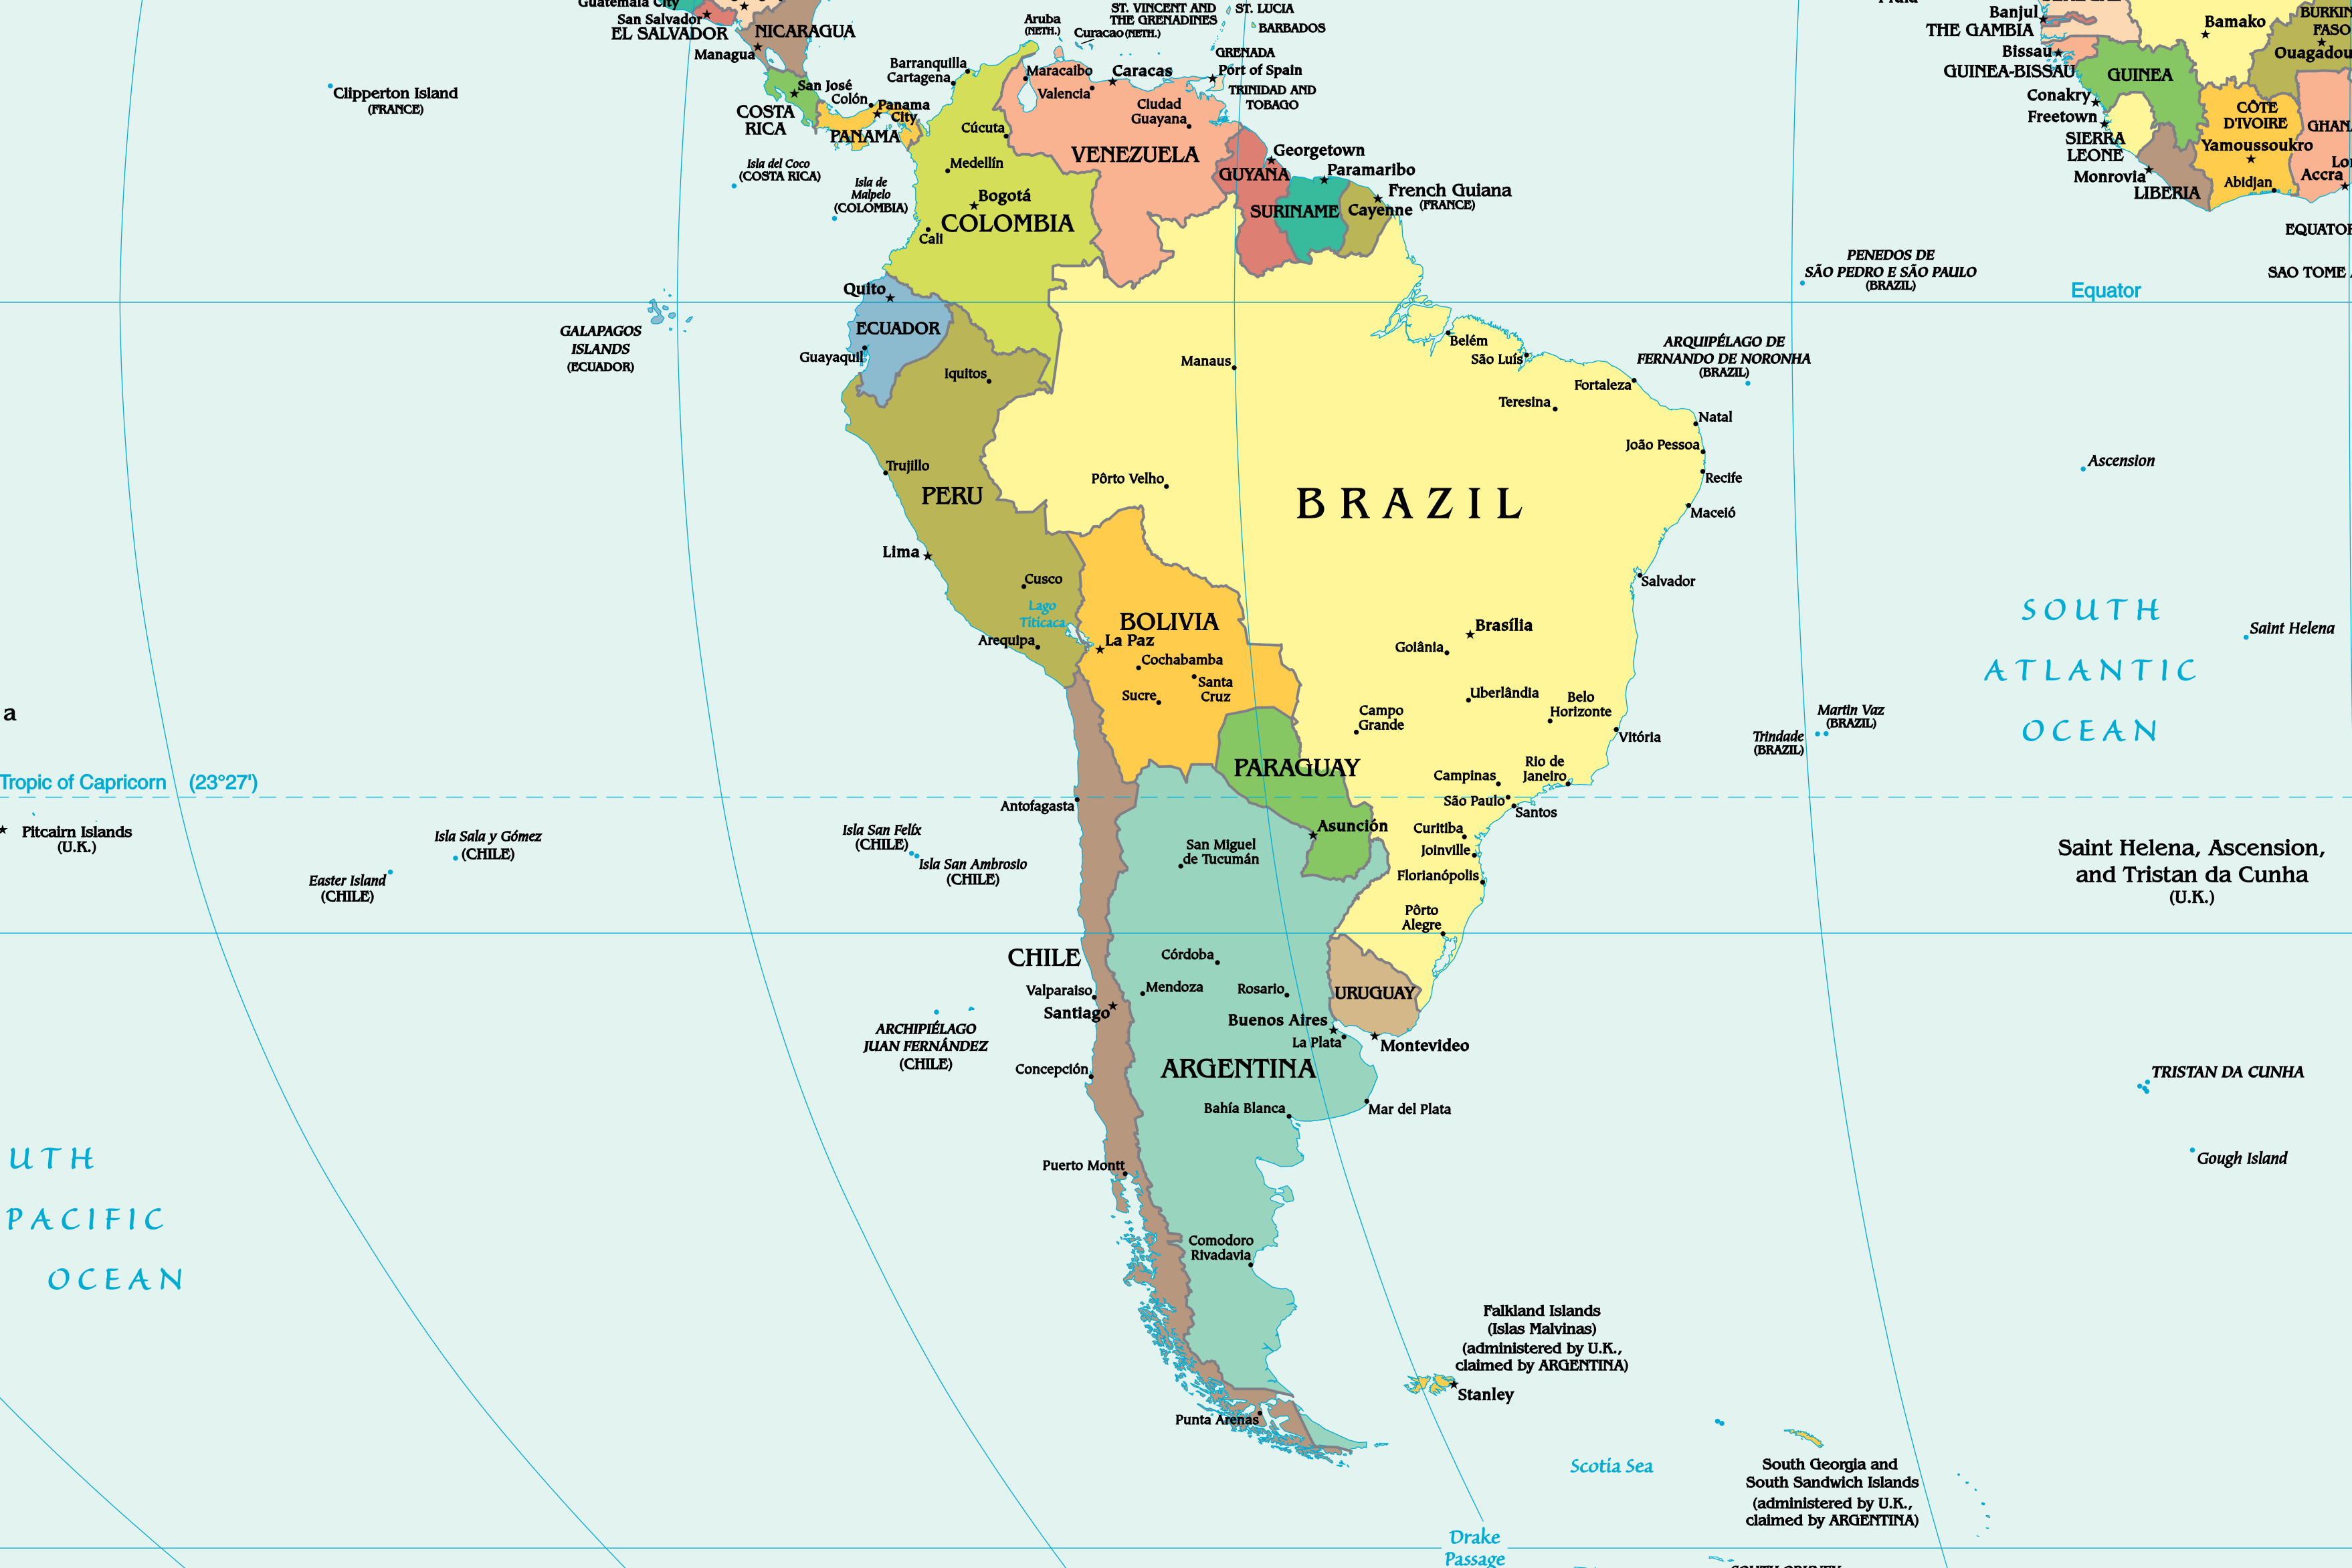 Guatemala City
San Salvador
EL SALVADOR
NICARAGUA
Managua
Aruba
(NETH.)
Curacao (NETH.)
ST. VINCENT AND
THE GRENADINES
ST. LUCIA
BARBADOS
GRENADA
Port of Spain
TRINIDAD AND
TOBAGO
Banjul
THE GAMBIA
Bissau
GUINEA-BISSAU
Bamako
BURKIN
FASO
Ouagadou
GUINEA
Conakry
Freetown
SIERRA
LEONE
Monrovia
LIBERIA
CÔTE
D'IVOIRE
Yamoussoukro
Abidjan
GHAN
Lo
Accra
EQUATOR
SAO TOME
Clipperton Island
(FRANCE)
San José
COSTA
RICA
Colón
Panama
City
PANAMA
Isla del Coco
(COSTA RICA)
Isla de
Malpelo
(COLOMBIA)
Barranquilla
Cartagena
Maracaibo
Caracas
Valencia
Ciudad
Guayana
Cúcuta
VENEZUELA
Medellín
Bogotá
COLOMBIA
Cali
Georgetown
GUYANA
Paramaribo
SURINAME
French Guiana
(FRANCE)
Cayenne
PENEDOS DE
SÃO PEDRO E SÃO PAULO
(BRAZIL)
Equator
Quito
ECUADOR
Guayaquil
GALAPAGOS
ISLANDS
(ECUADOR)
Iquitos
Manaus
Belém
São Luís
ARQUIPÉLAGO DE
FERNANDO DE NORONHA
(BRAZIL)
Fortaleza
Teresina
Natal
João Pessoa
Recife
Maceió
Ascension
Trujillo
PERU
Pôrto Velho
BRAZIL
Lima
Cusco
Lago
Titicaca
Arequipa
BOLIVIA
La Paz
Cochabamba
Santa
Cruz
Sucre
Salvador
Brasília
Goiânia
Uberlândia
Belo
Horizonte
Campo
Grande
Vitória
SOUTH
ATLANTIC
OCEAN
Saint Helena
Martin Vaz
(BRAZIL)
Trindade
(BRAZIL)
a
Tropic of Capricorn (23°27')
PARAGUAY
Campinas
Rio de
Janeiro
São Paulo
Santos
Antofagasta
Pitcairn Islands
(U.K.)
Isla Sala y Gómez
(CHILE)
Easter Island
(CHILE)
Isla San Felíx
(CHILE)
Isla San Ambrosio
(CHILE)
San Miguel
de Tucumán
Asunción
Curitiba
Joinville
Florianópolis
Pôrto
Alegre
Saint Helena, Ascension,
and Tristan da Cunha
(U.K.)
CHILE
Córdoba
Valparaiso
Mendoza
Rosario
URUGUAY
Santiago
Buenos Aires
La Plata
Montevideo
ARCHIPIÉLAGO
JUAN FERNÁNDEZ
(CHILE)
Concepción
ARGENTINA
Bahía Blanca
Mar del Plata
TRISTAN DA CUNHA
Gough Island
UTH
PACIFIC
OCEAN
Puerto Montt
Comodoro
Rivadavia
Falkland Islands
(Islas Malvinas)
(administered by U.K.,
claimed by ARGENTINA)
Stanley
Punta Arenas
Scotia Sea
South Georgia and
South Sandwich Islands
(administered by U.K.,
claimed by ARGENTINA)
Drake
Passage